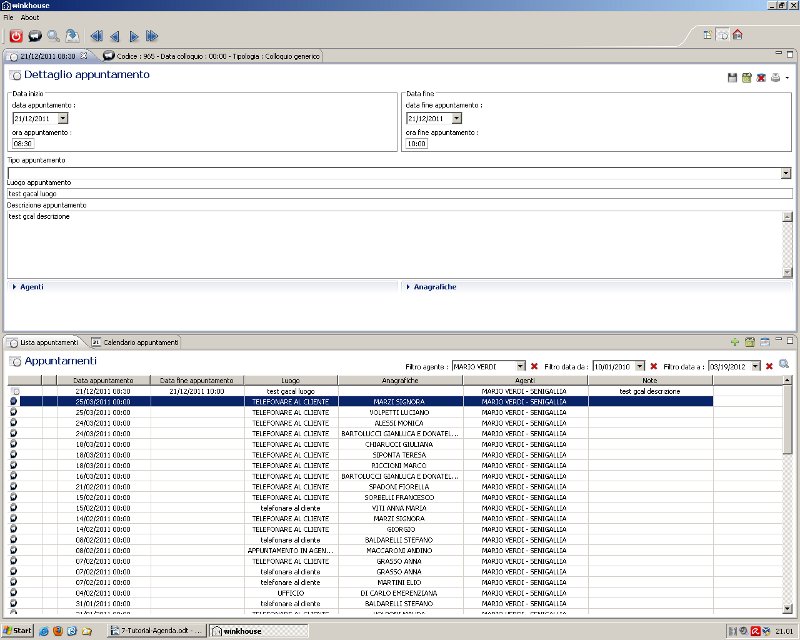 winkhouse
File About
21/12/2011 08:30 Codice : 965 - Data colloquio : 00:00 - Tipologia : Colloquio generico
Dettaglio appuntamento
Data inizio
data appuntamento :
21/12/2011
ora appuntamento :
08:30
Data fine
data fine appuntamento :
21/12/2011
ora fine appuntamento :
10:00
Tipo appuntamento
Luogo appuntamento
test gacal luogo
Descrizione appuntamento
test gcal descrizione
Agenti Anagrafiche
Lista appuntamenti Calendario appuntamenti
Appuntamenti
Filtro agente : MARIO VERDI Filtro data da : 10/01/2010 Filtro data a : 03/19/2012
Data appuntamento Data fine appuntamento Luogo Anagrafiche Agenti Note
21/12/2011 08:30 21/12/2011 10:00 test gacal luogo MARIO VERDI - SENIGALLIA test gcal descrizione
25/03/2011 00:00 TELEFONARE AL CLIENTE MARZI SIGNORA MARIO VERDI - SENIGALLIA
25/03/2011 00:00 TELEFONARE AL CLIENTE VOLPETTI LUCIANO MARIO VERDI - SENIGALLIA
24/03/2011 00:00 TELEFONARE AL CLIENTE ALESSI MONICA MARIO VERDI - SENIGALLIA
24/03/2011 00:00 TELEFONARE AL CLIENTE BARTOLUCCI GIANLUCA E DONATEL... MARIO VERDI - SENIGALLIA
18/03/2011 00:00 TELEFONARE AL CLIENTE CHIARUCCI GIULIANA MARIO VERDI - SENIGALLIA
18/03/2011 00:00 TELEFONARE AL CLIENTE SIPONTA TERESA MARIO VERDI - SENIGALLIA
18/03/2011 00:00 TELEFONARE AL CLIENTE RICCIONI MARCO MARIO VERDI - SENIGALLIA
16/03/2011 00:00 TELEFONARE AL CLIENTE BARTOLUCCI GIANLUCA E DONATEL... MARIO VERDI - SENIGALLIA
21/02/2011 00:00 TELEFONARE AL CLIENTE SPADONI FIORELLA MARIO VERDI - SENIGALLIA
15/02/2011 00:00 TELEFONARE AL CLIENTE SORBELLI FRANCESCO MARIO VERDI - SENIGALLIA
15/02/2011 00:00 telefonare al cliente VITI ANNA MARIA MARIO VERDI - SENIGALLIA
14/02/2011 00:00 TELEFONARE AL CLIENTE MARZI SIGNORA MARIO VERDI - SENIGALLIA
14/02/2011 00:00 TELEFONARE AL CLIENTE GIORGIO MARIO VERDI - SENIGALLIA
08/02/2011 00:00 telefonare al cliente BALDARELLI STEFANO MARIO VERDI - SENIGALLIA
08/02/2011 00:00 APPUNTAMENTO IN AGEN... MACCARONI ANDINO MARIO VERDI - SENIGALLIA
07/02/2011 00:00 TELEFONARE AL CLIENTE GRASSO ANNA MARIO VERDI - SENIGALLIA
07/02/2011 00:00 telefonare al cliente GRASSO ANNA MARIO VERDI - SENIGALLIA
07/02/2011 00:00 telefonare al cliente MARTINI ELIO MARIO VERDI - SENIGALLIA
04/02/2011 00:00 UFFICIO DI CARLO EMERENZIANA MARIO VERDI - SENIGALLIA
31/01/2011 00:00 telefonare al cliente BALDARELLI STEFANO MARIO VERDI - SENIGALLIA
Start 7-Tutorial-Agenda.odt - ... winkhouse 21.01